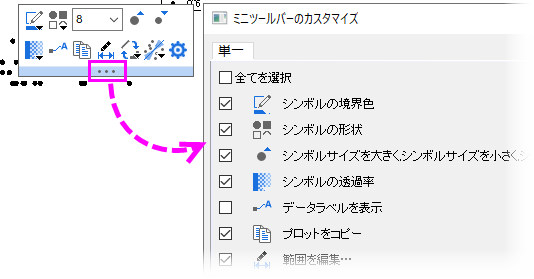 0.6
8
ミニツールバーのカスタマイズ
単一
全てを選択
シンボルの境界色
シンボルの形状
シンボルサイズを大きく,シンボルサイズを小さく,シ
シンボルの透過率
データラベルを表示
プロットをコピー
範囲を編集…